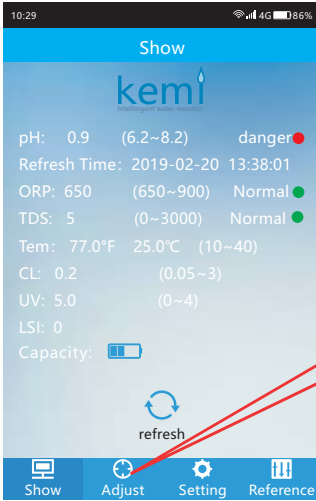 10:29 4G 86%
Show
kemi
intelligent water monitor
pH: 0.9 (6.2~8.2) danger
Refresh Time: 2019-02-20 13:38:01
ORP: 650 (650~900) Normal
TDS: 5 (0~3000) Normal
Tem: 77.0°F 25.0℃ (10~40)
CL: 0.2 (0.05~3)
UV: 5.0 (0~4)
LSI: 0
Capacity:
refresh
Show Adjust Setting Reference